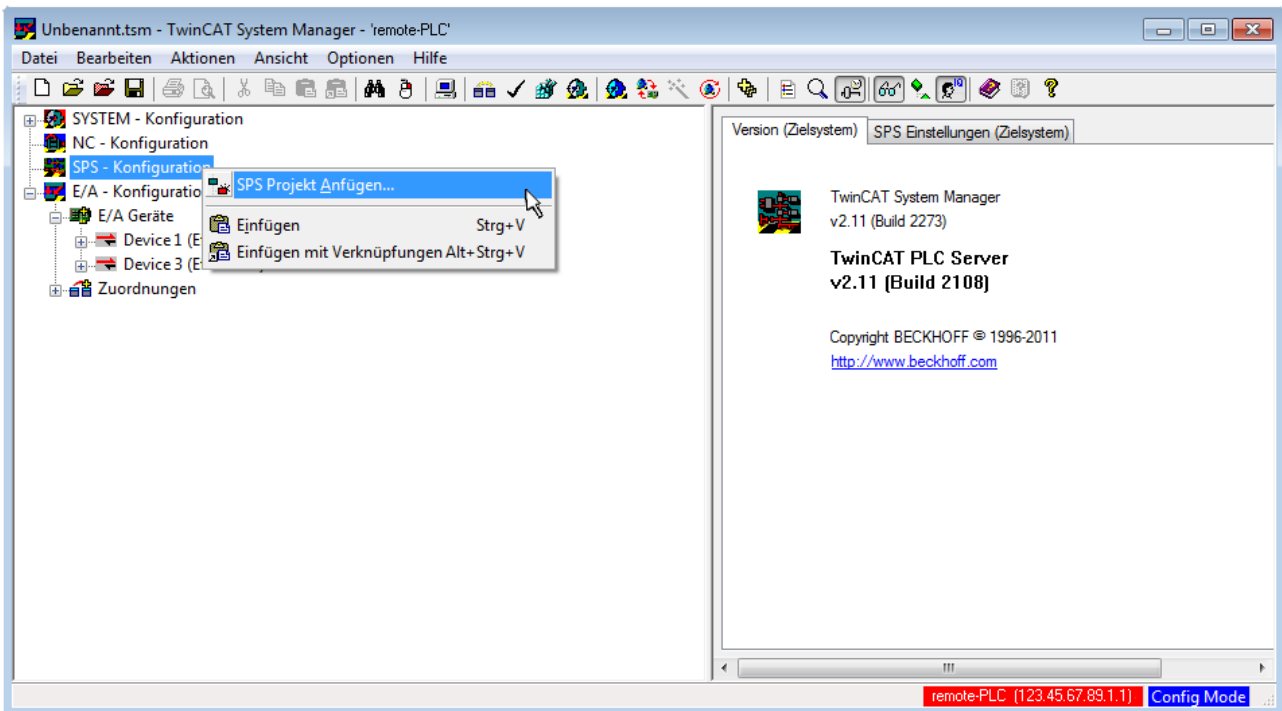 Unbenannt.tsm - TwinCAT System Manager - 'remote-PLC'
Datei Bearbeiten Aktionen Ansicht Optionen Hilfe
SYSTEM - Konfiguration
NC - Konfiguration
SPS - Konfiguration
E/A - Konfiguratio
E/A Geräte
Device 1 (E
Device 3 (E
Zuordnungen
SPS Projekt Anfügen...
Einfügen Strg+V
Einfügen mit Verknüpfungen Alt+Strg+V
Version (Zielsystem) SPS Einstellungen (Zielsystem)
TwinCAT System Manager
v2.11 (Build 2273)
TwinCAT PLC Server
v2.11 (Build 2108)
Copyright BECKHOFF © 1996-2011
http://www.beckhoff.com
remote-PLC (123.45.67.89.1.1) Config Mode